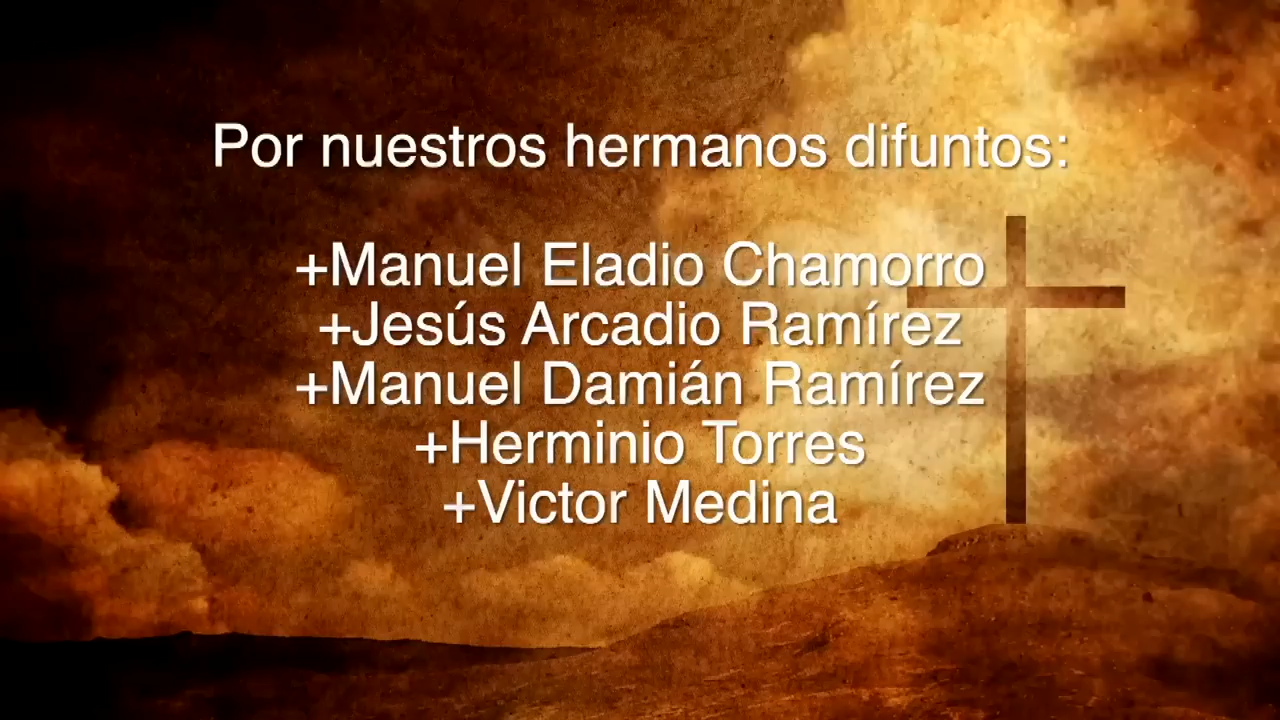 Por nuestros hermanos difuntos:
+Manuel Eladio Chamorro
+Jesús Arcadio Ramírez
+Manuel Damián Ramírez
+Herminio Torres
+Victor Medina